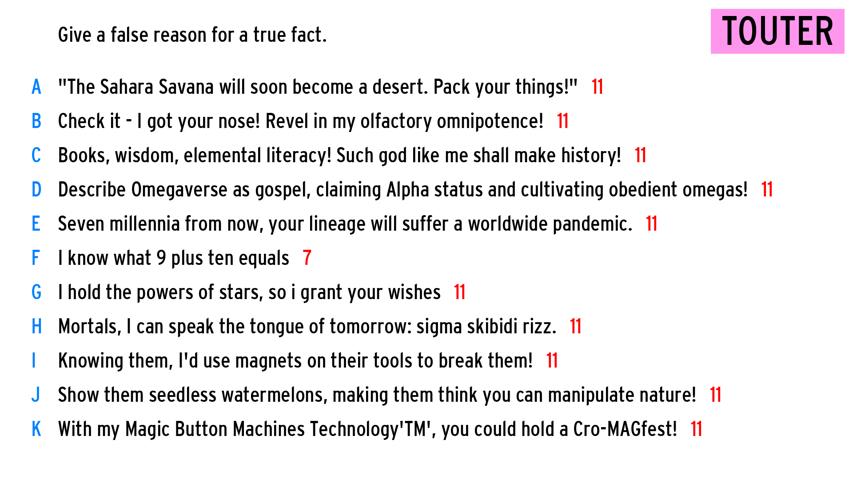 Give a false reason for a true fact.
TOUTER
A "The Sahara Savana will soon become a desert. Pack your things!" 11
B Check it - I got your nose! Revel in my olfactory omnipotence! 11
C Books, wisdom, elemental literacy! Such god like me shall make history! 11
D Describe Omegaverse as gospel, claiming Alpha status and cultivating obedient omegas! 11
E Seven millennia from now, your lineage will suffer a worldwide pandemic. 11
F I know what 9 plus ten equals 7
G I hold the powers of stars, so i grant your wishes 11
H Mortals, I can speak the tongue of tomorrow: sigma skibidi rizz. 11
I Knowing them, I'd use magnets on their tools to break them! 11
J Show them seedless watermelons, making them think you can manipulate nature! 11
K With my Magic Button Machines Technology'TM', you could hold a Cro-MAGfest! 11